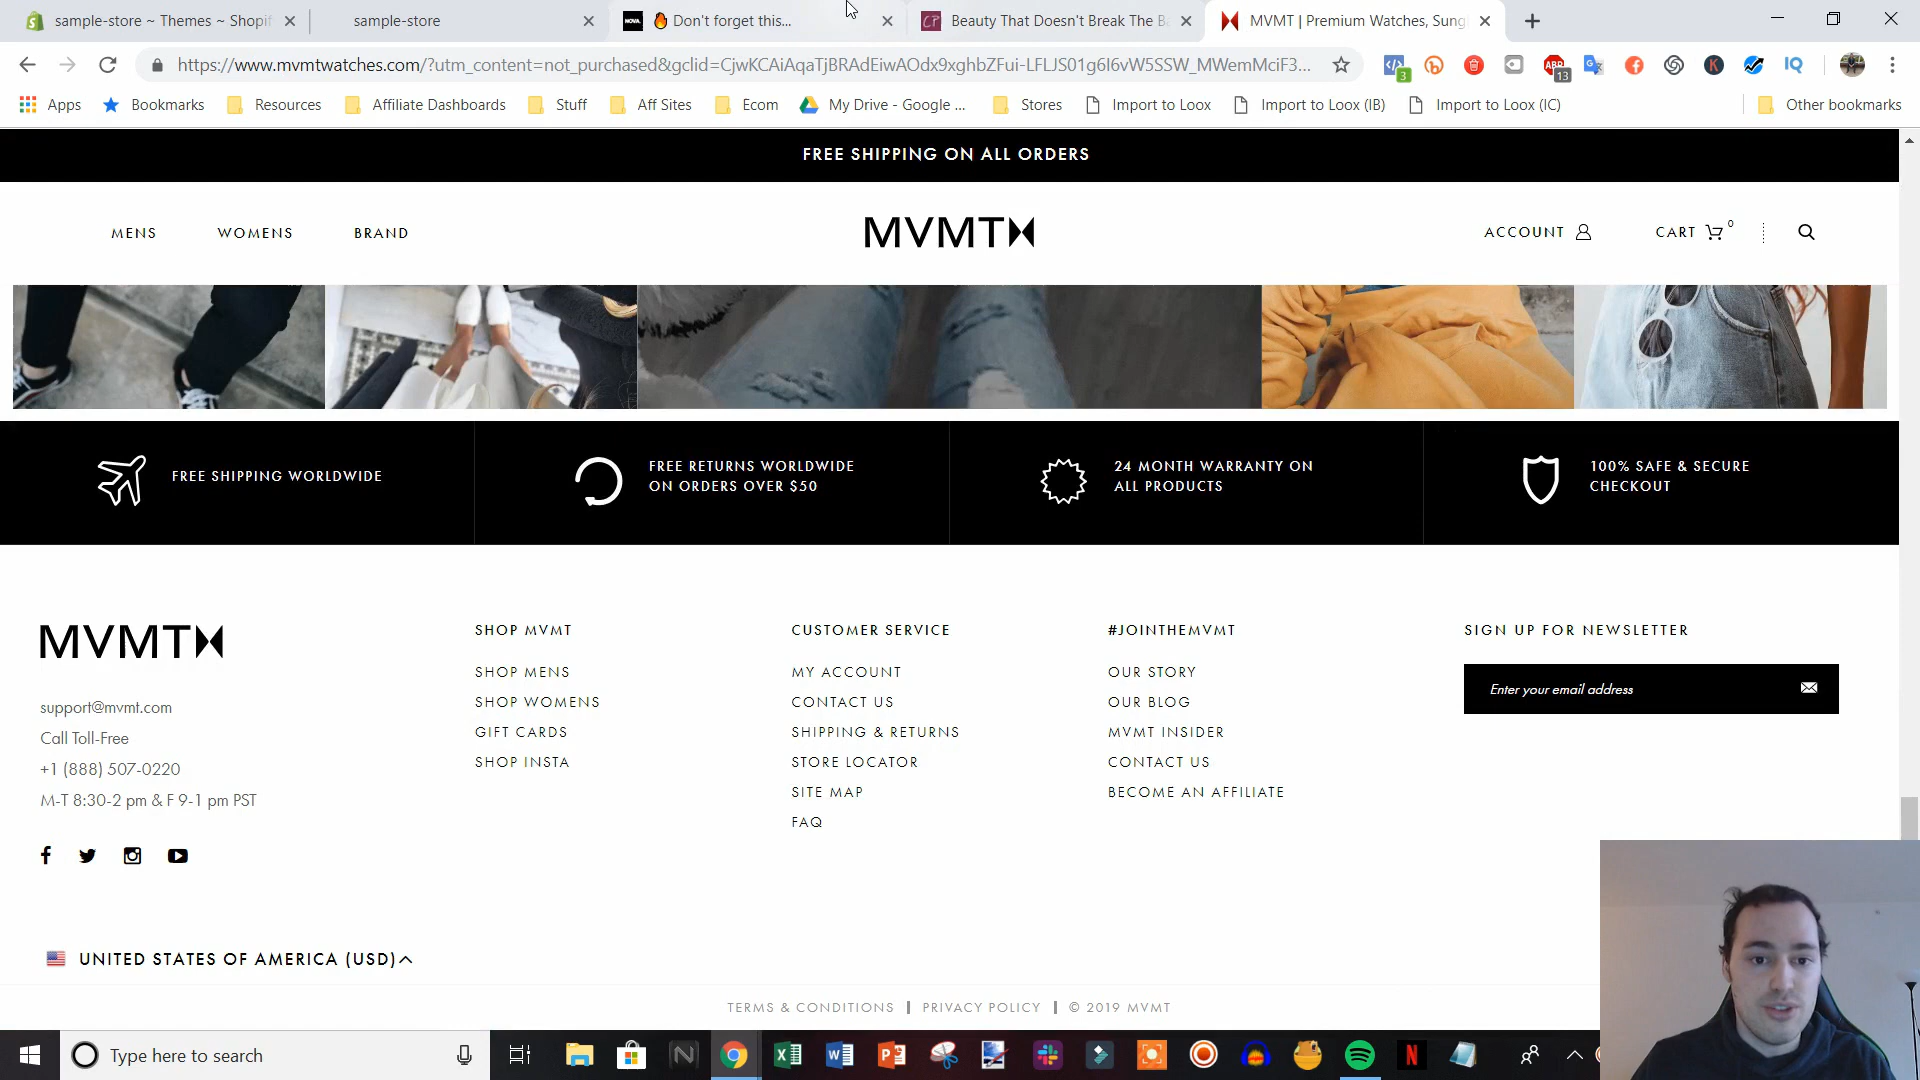 sample-store ~ Themes ~ Shopif
sample-store
NOVA.
🔥 Don't forget this...
CP
Beauty That Doesn't Break The B
MVMT | Premium Watches, Sung
https://www.mvmtwatches.com/?utm_content=not_purchased&gclid=CjwKCAiAqaTjBRAdEiwAOdx9xghbZFui-LFLJS01g6I6vW5SSW_MWemMciF3...
3
ABP
13
K
IQ
Apps
Bookmarks
Resources
Affiliate Dashboards
Stuff
Aff Sites
Ecom
My Drive - Google ...
Stores
Import to Loox
Import to Loox (IB)
Import to Loox (IC)
Other bookmarks
FREE SHIPPING ON ALL ORDERS
MENS
WOMENS
BRAND
MVMT
ACCOUNT
CART
0
FREE SHIPPING WORLDWIDE
FREE RETURNS WORLDWIDE
ON ORDERS OVER $50
24 MONTH WARRANTY ON
ALL PRODUCTS
100% SAFE & SECURE
CHECKOUT
MVMT
support@mvmt.com
Call Toll-Free
+1 (888) 507-0220
M-T 8:30-2 pm & F 9-1 pm PST
SHOP MVMT
SHOP MENS
SHOP WOMENS
GIFT CARDS
SHOP INSTA
CUSTOMER SERVICE
MY ACCOUNT
CONTACT US
SHIPPING & RETURNS
STORE LOCATOR
SITE MAP
FAQ
#JOINTHEMVMT
OUR STORY
OUR BLOG
MVMT INSIDER
CONTACT US
BECOME AN AFFILIATE
SIGN UP FOR NEWSLETTER
Enter your email address
UNITED STATES OF AMERICA (USD)
TERMS & CONDITIONS | PRIVACY POLICY | © 2019 MVMT
Type here to search